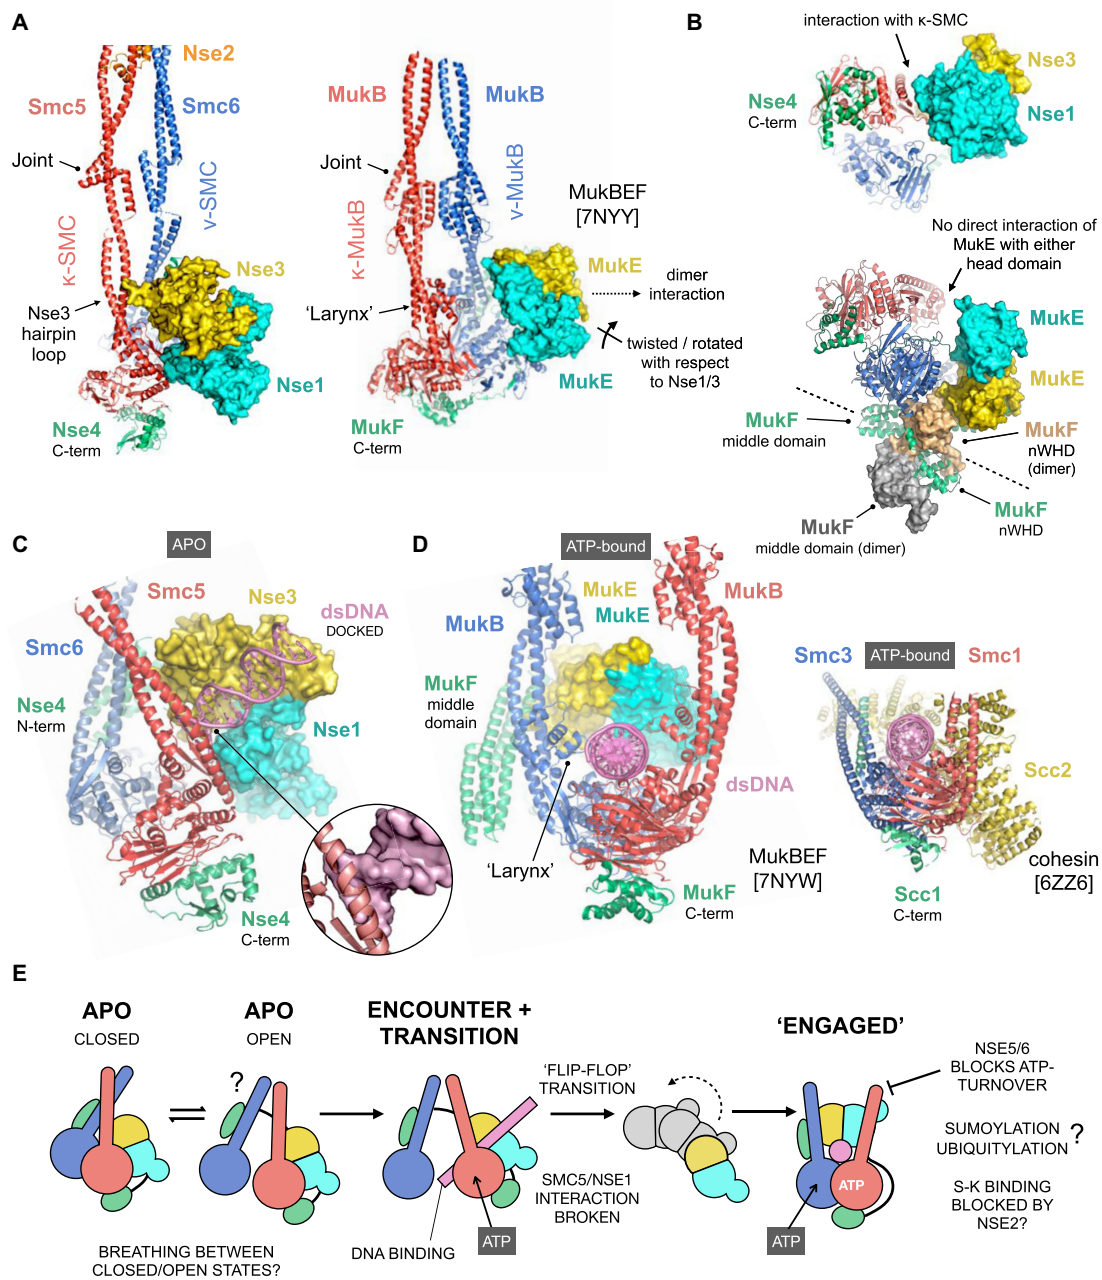 A
Nse2
Smc5
Smc6
Joint
κ-SMC
ν-SMC
Nse3
Nse3
hairpin
loop
Nse1
Nse4
C-term
MukB
MukB
Joint
κ-MukB
ν-MukB
MukBEF
[7NYY]
MukE
dimer
interaction
'Larynx'
twisted / rotated
with respect
to Nse1/3
MukE
MukF
C-term
B
interaction with κ-SMC
Nse3
Nse4
C-term
Nse1
No direct interaction of
MukE with either
head domain
MukE
MukE
MukF
middle domain
MukF
nWHD
(dimer)
MukF
nWHD
MukF
middle domain (dimer)
C
APO
Smc5
Nse3
dsDNA
DOCKED
Smc6
Nse4
N-term
Nse1
Nse4
C-term
D
ATP-bound
MukE
MukE
MukB
MukB
MukF
middle
domain
dsDNA
'Larynx'
MukBEF
[7NYW]
MukF
C-term
Smc3
ATP-bound
Smc1
Scc2
cohesin
[6ZZ6]
Scc1
C-term
E
APO
CLOSED
APO
OPEN
?
BREATHING BETWEEN
CLOSED/OPEN STATES?
ENCOUNTER +
TRANSITION
'FLIP-FLOP'
TRANSITION
SMC5/NSE1
INTERACTION
BROKEN
DNA BINDING
ATP
'ENGAGED'
ATP
ATP
NSE5/6
BLOCKS ATP-
TURNOVER
SUMOYLATION
UBIQUITYLATION ?
S-K BINDING
BLOCKED BY
NSE2?